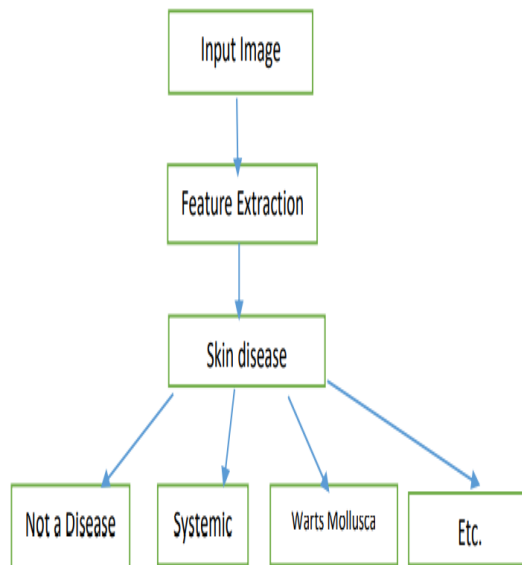 Input Image
Feature Extraction
Skin disease
Not a Disease
Systemic
Warts Mollusca
Etc.